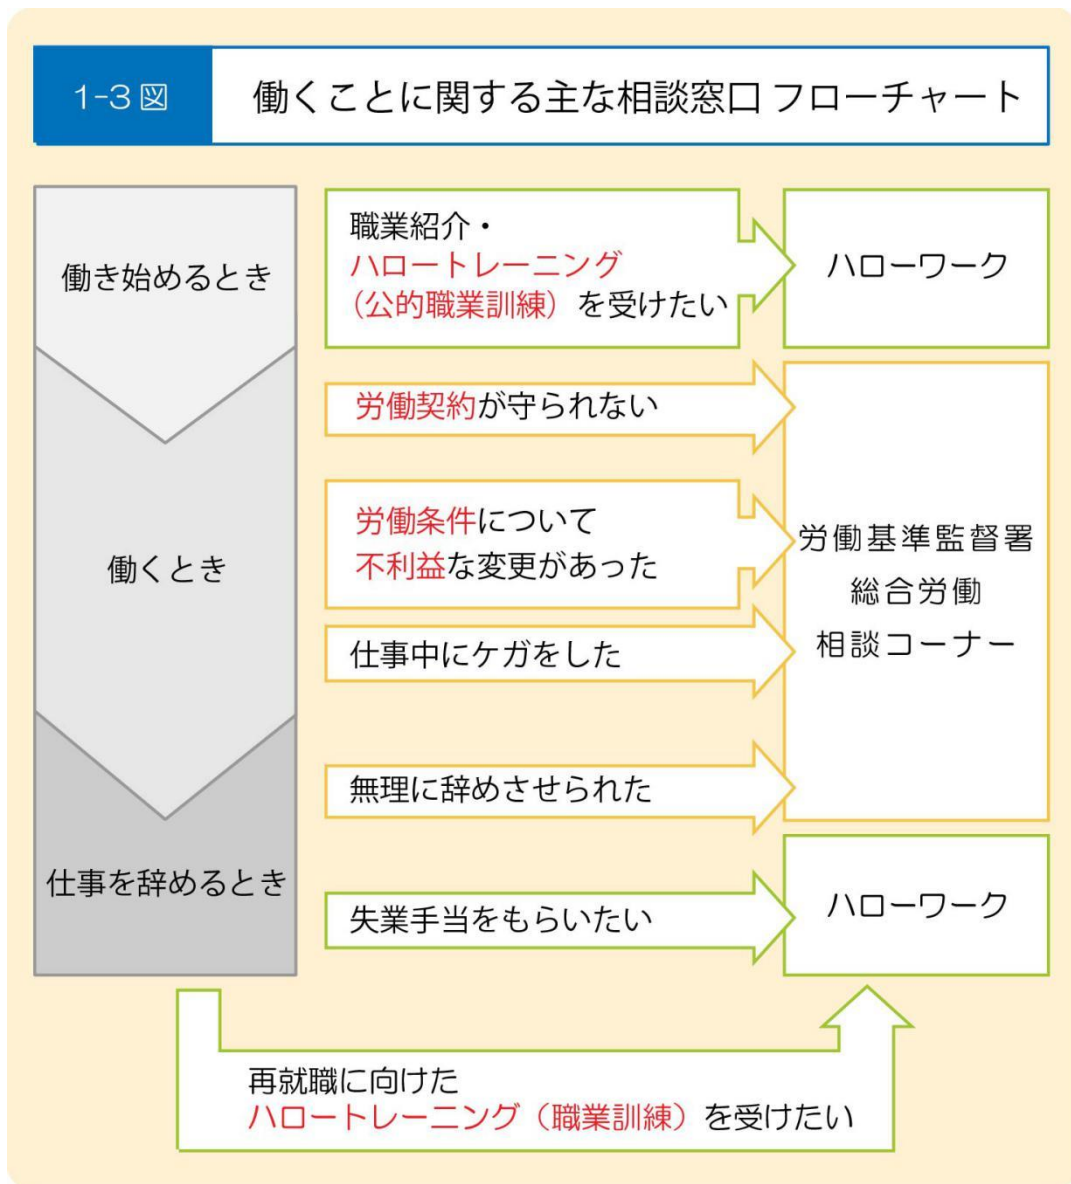 1-3図
働くことに関する主な相談窓口 フローチャート
働き始めるとき
職業紹介・
ハロートレーニング
（公的職業訓練）を受けたい
ハローワーク
働くとき
労働契約が守られない
労働条件について
不利益な変更があった
仕事中にケガをした
無理に辞めさせられた
労働基準監督署
総合労働
相談コーナー
仕事を辞めるとき
失業手当をもらいたい
ハローワーク
再就職に向けた
ハロートレーニング（職業訓練）を受けたい